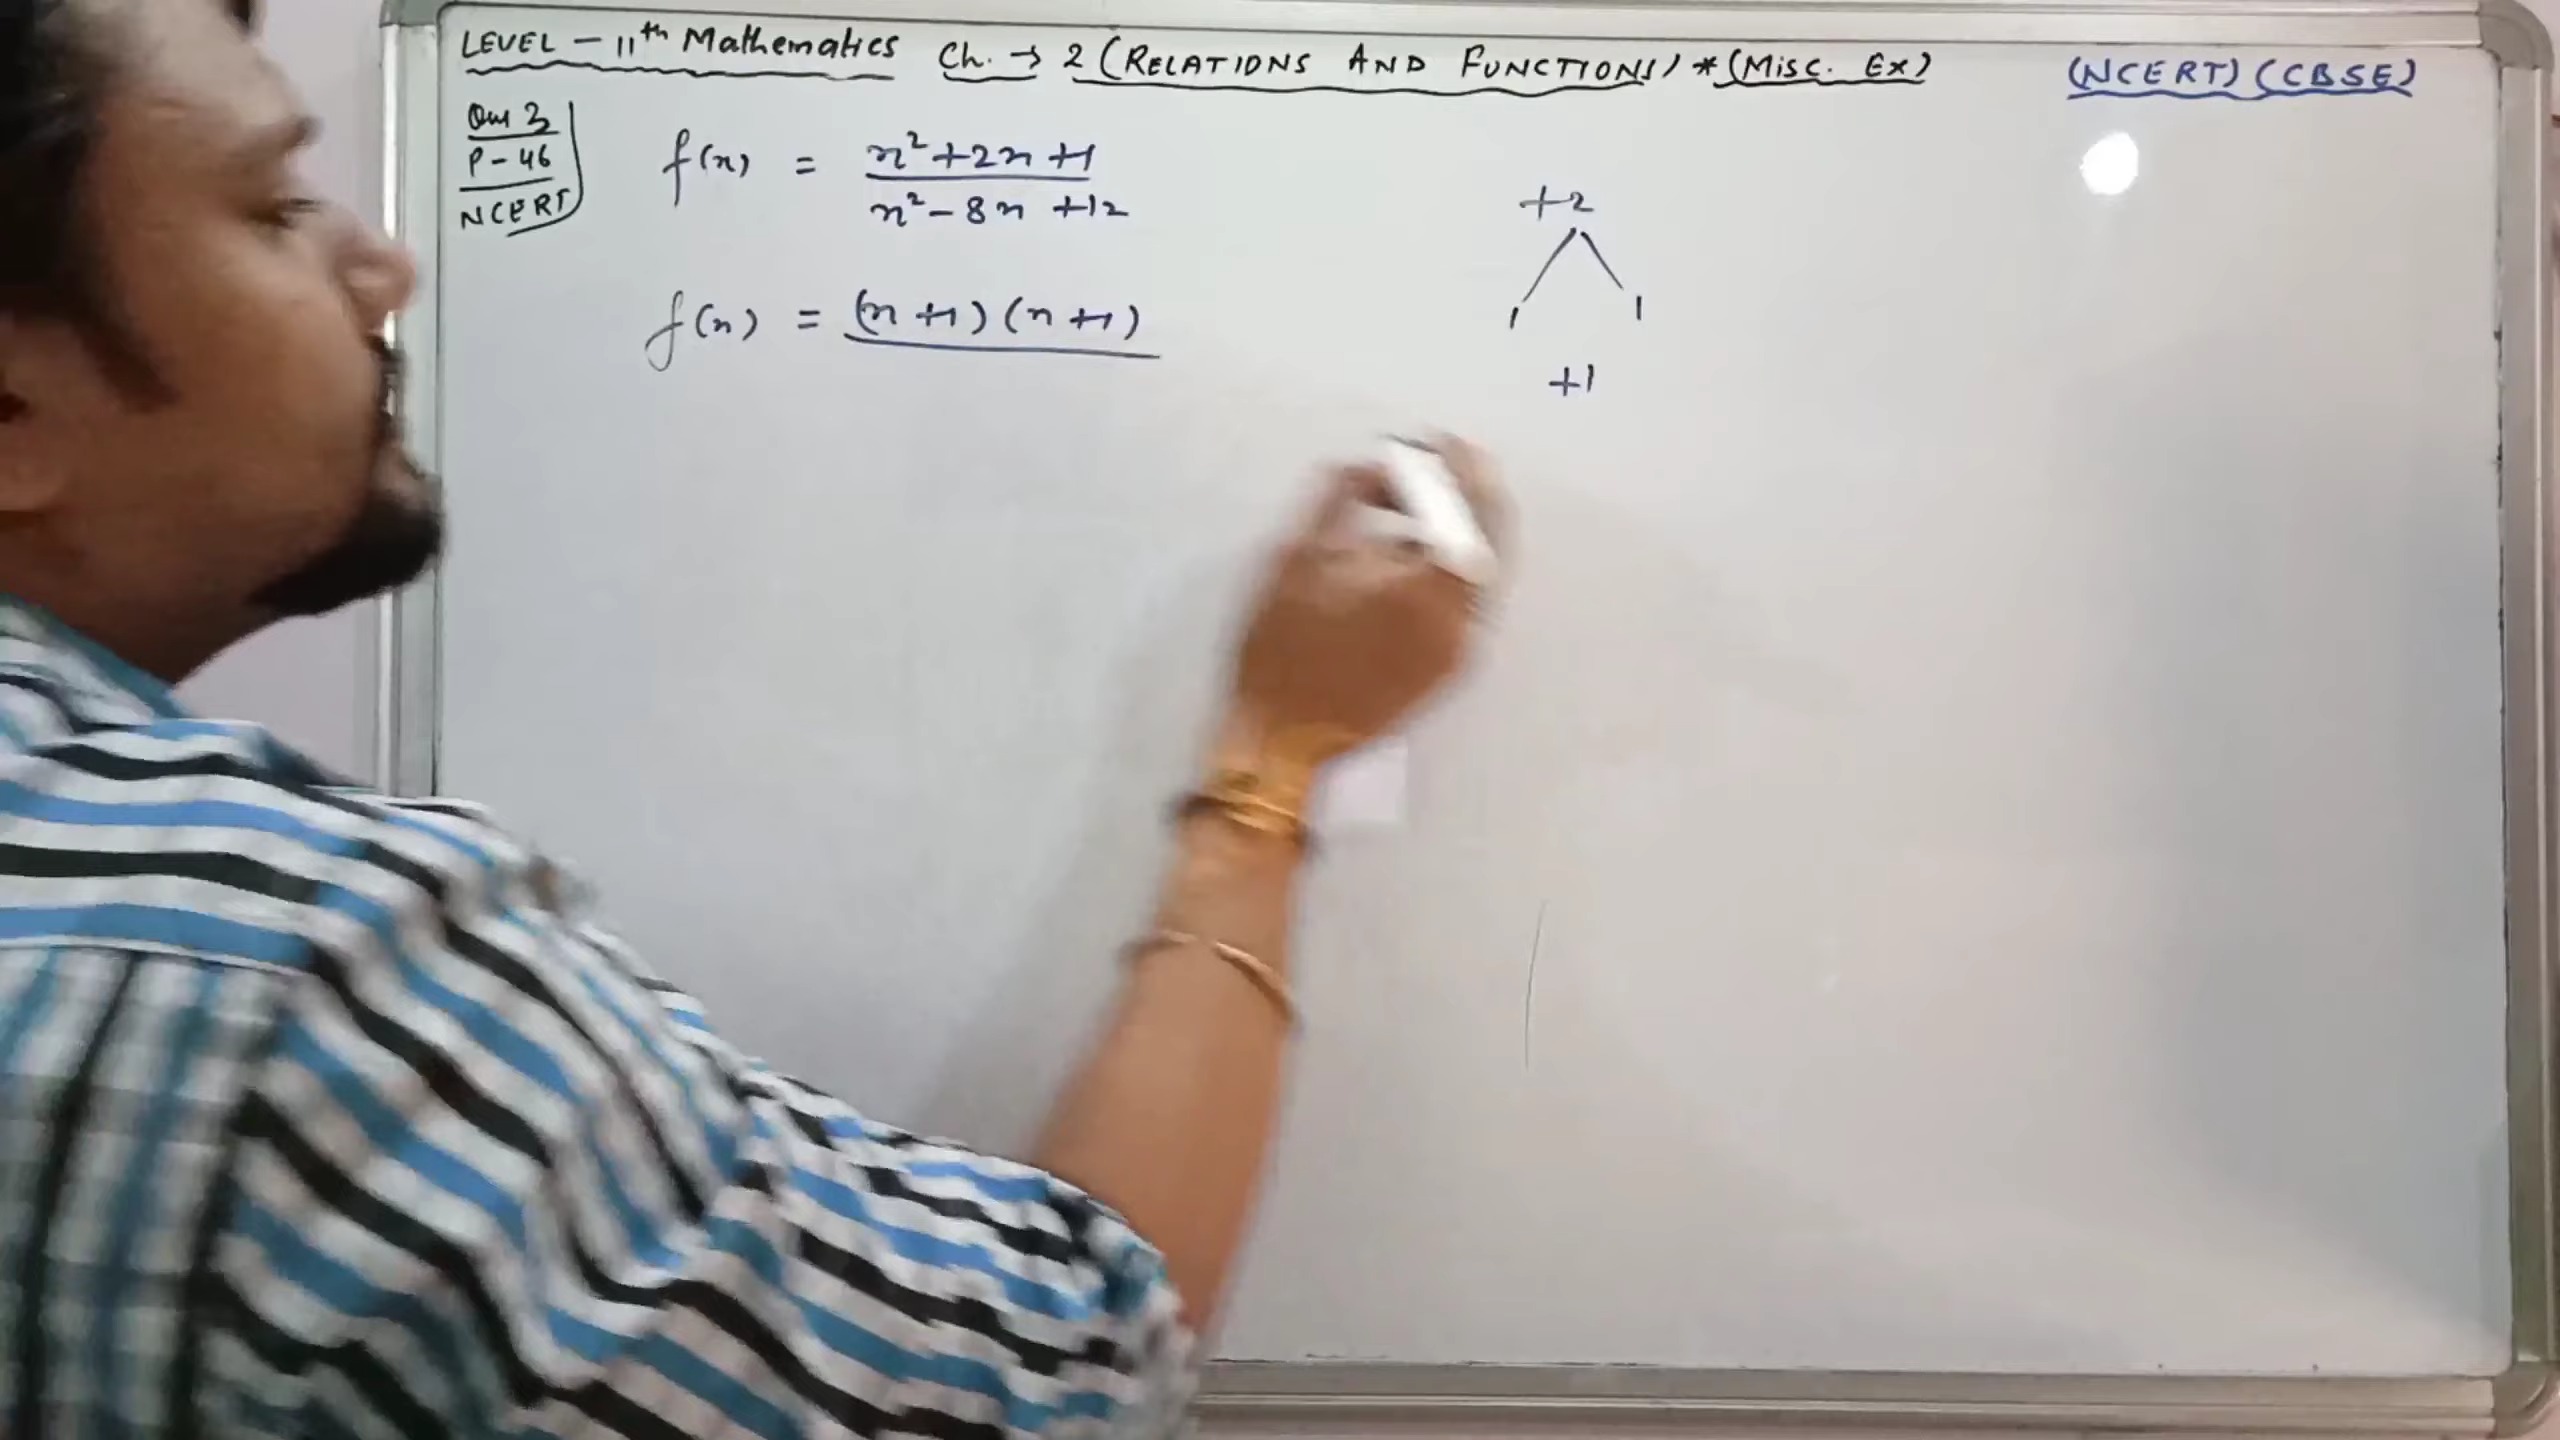 LEVEL - 11th Mathematics Ch. → 2 (RELATIONS AND FUNCTIONS) *(MISC. EX) (NCERT) (CBSE)
Ques 3
P - 46
NCERT
f(x) = x²+2x+1
x²-8x+12
f(x) = (x+1)(x+1)
+2
1 1
+1